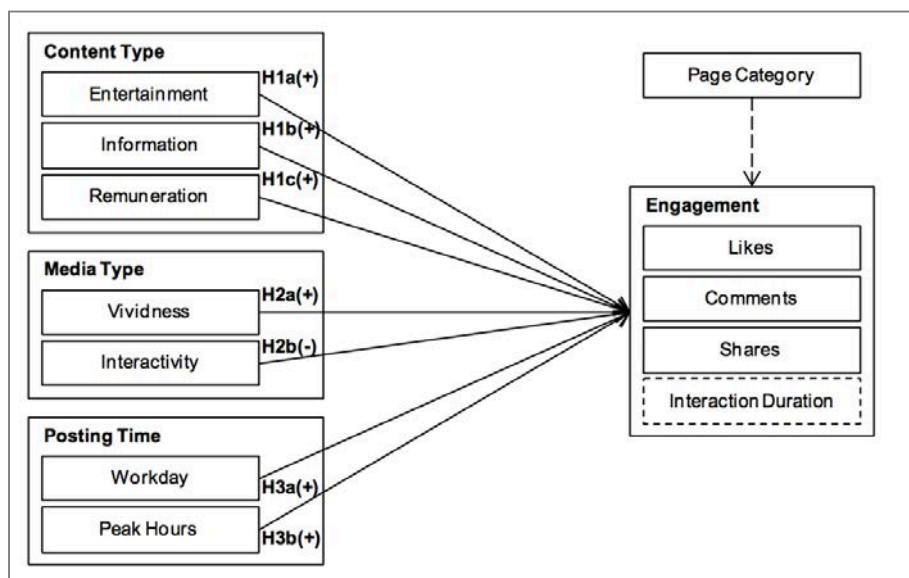 Content Type
H1a(+)
Entertainment
H1b(+)
Information
H1c(+)
Remuneration
Media Type
H2a(+)
Vividness
H2b(-)
Interactivity
Posting Time
Workday
H3a(+)
Peak Hours
H3b(+)
Page Category
Engagement
Likes
Comments
Shares
Interaction Duration